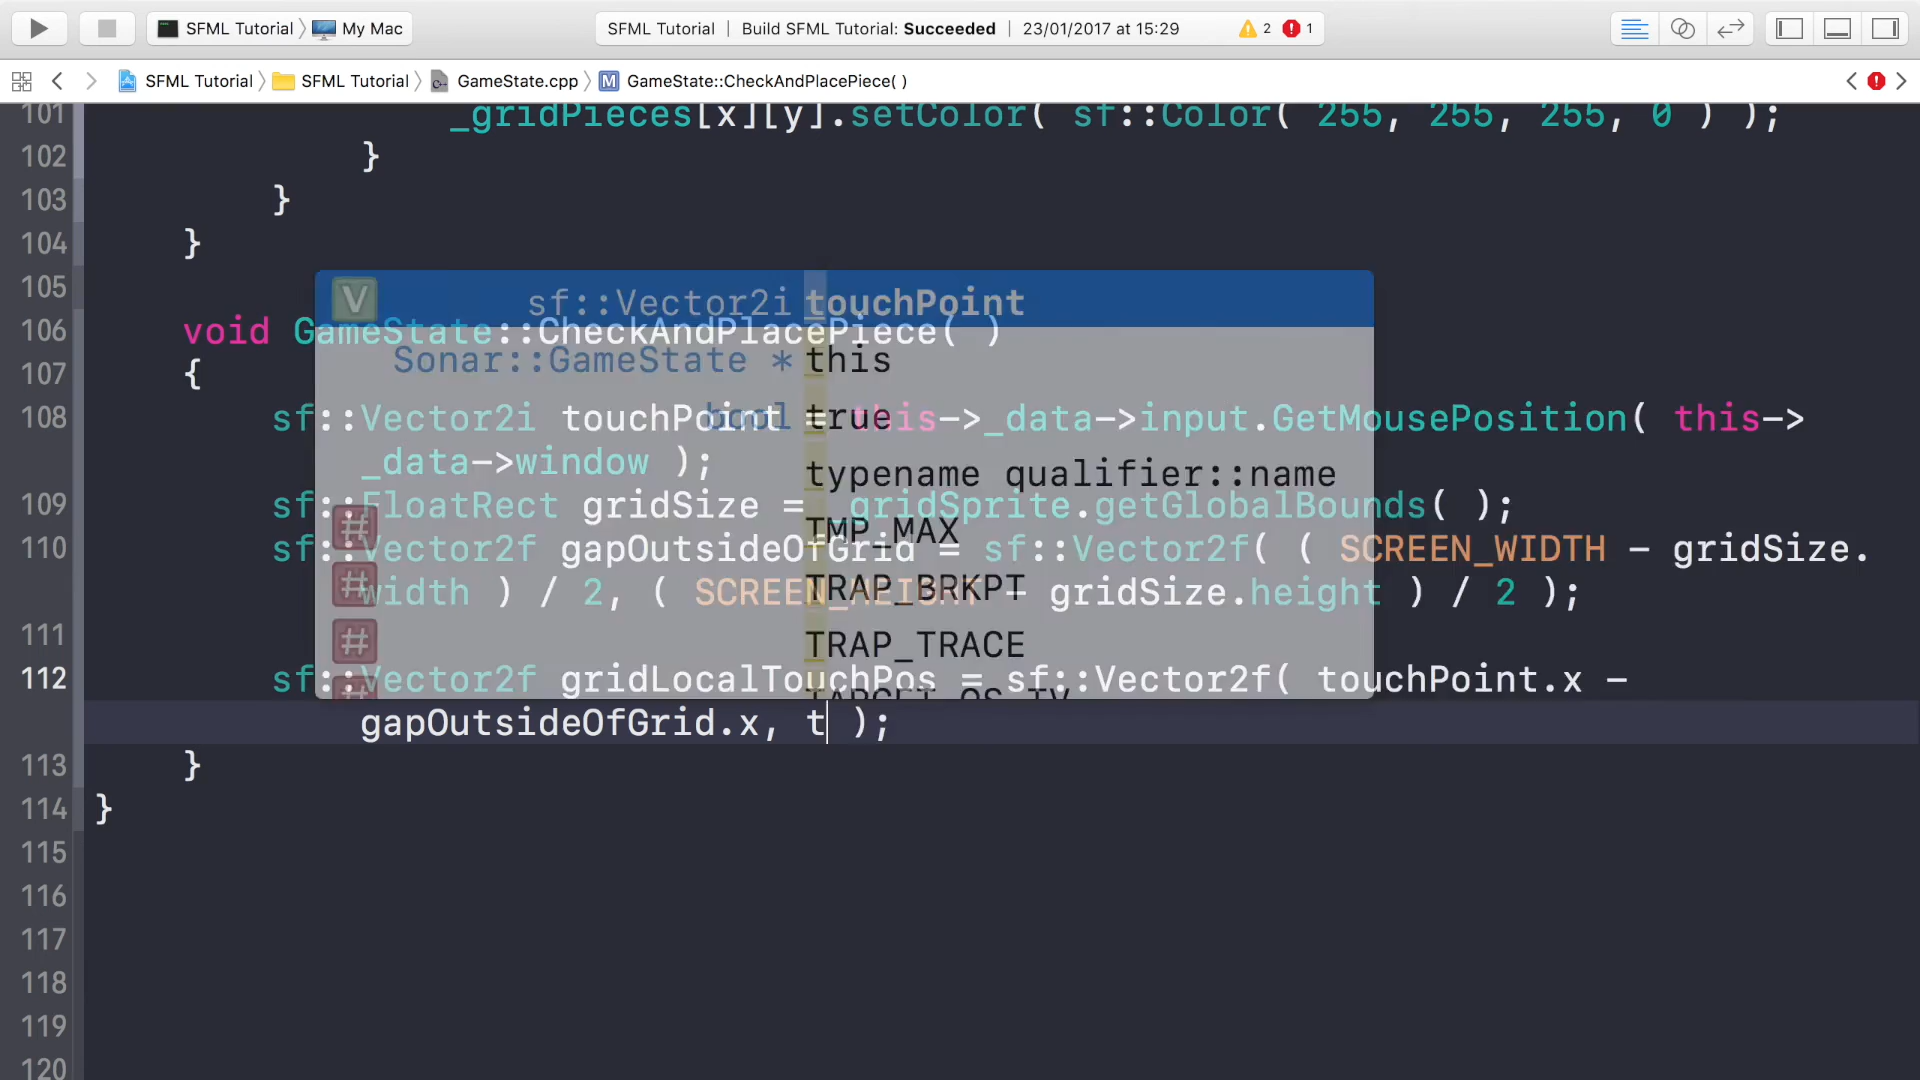 SFML Tutorial 〉 My Mac SFML Tutorial | Build SFML Tutorial: Succeeded | 23/01/2017 at 15:29 2 1
SFML Tutorial 〉 SFML Tutorial 〉 GameState.cpp 〉 M GameState::CheckAndPlacePiece( )
101 _gridPieces[x][y].setColor( sf::Color( 255, 255, 255, 0 ) );
102 }
103 }
104 }
105
V sf::Vector2i touchPoint
106 void GameState::CheckAndPlacePiece( )
Sonar::GameState * this
107 {
bool true
108 sf::Vector2i touchPoint = this->_data->input.GetMousePosition( this->
_data->window );
typename qualifier::name
109 sf::FloatRect gridSize = _gridSprite.getGlobalBounds( );
# TMP_MAX
110 sf::Vector2f gapOutsideOfGrid = sf::Vector2f( ( SCREEN_WIDTH - gridSize.
width ) / 2, ( SCREEN_HEIGHT - gridSize.height ) / 2 );
# TRAP_BRKPT
111
# TRAP_TRACE
112 sf::Vector2f gridLocalTouchPos = sf::Vector2f( touchPoint.x -
# TARGET_OS_TV
gapOutsideOfGrid.x, t );
113 }
114 }
115
116
117
118
119
120